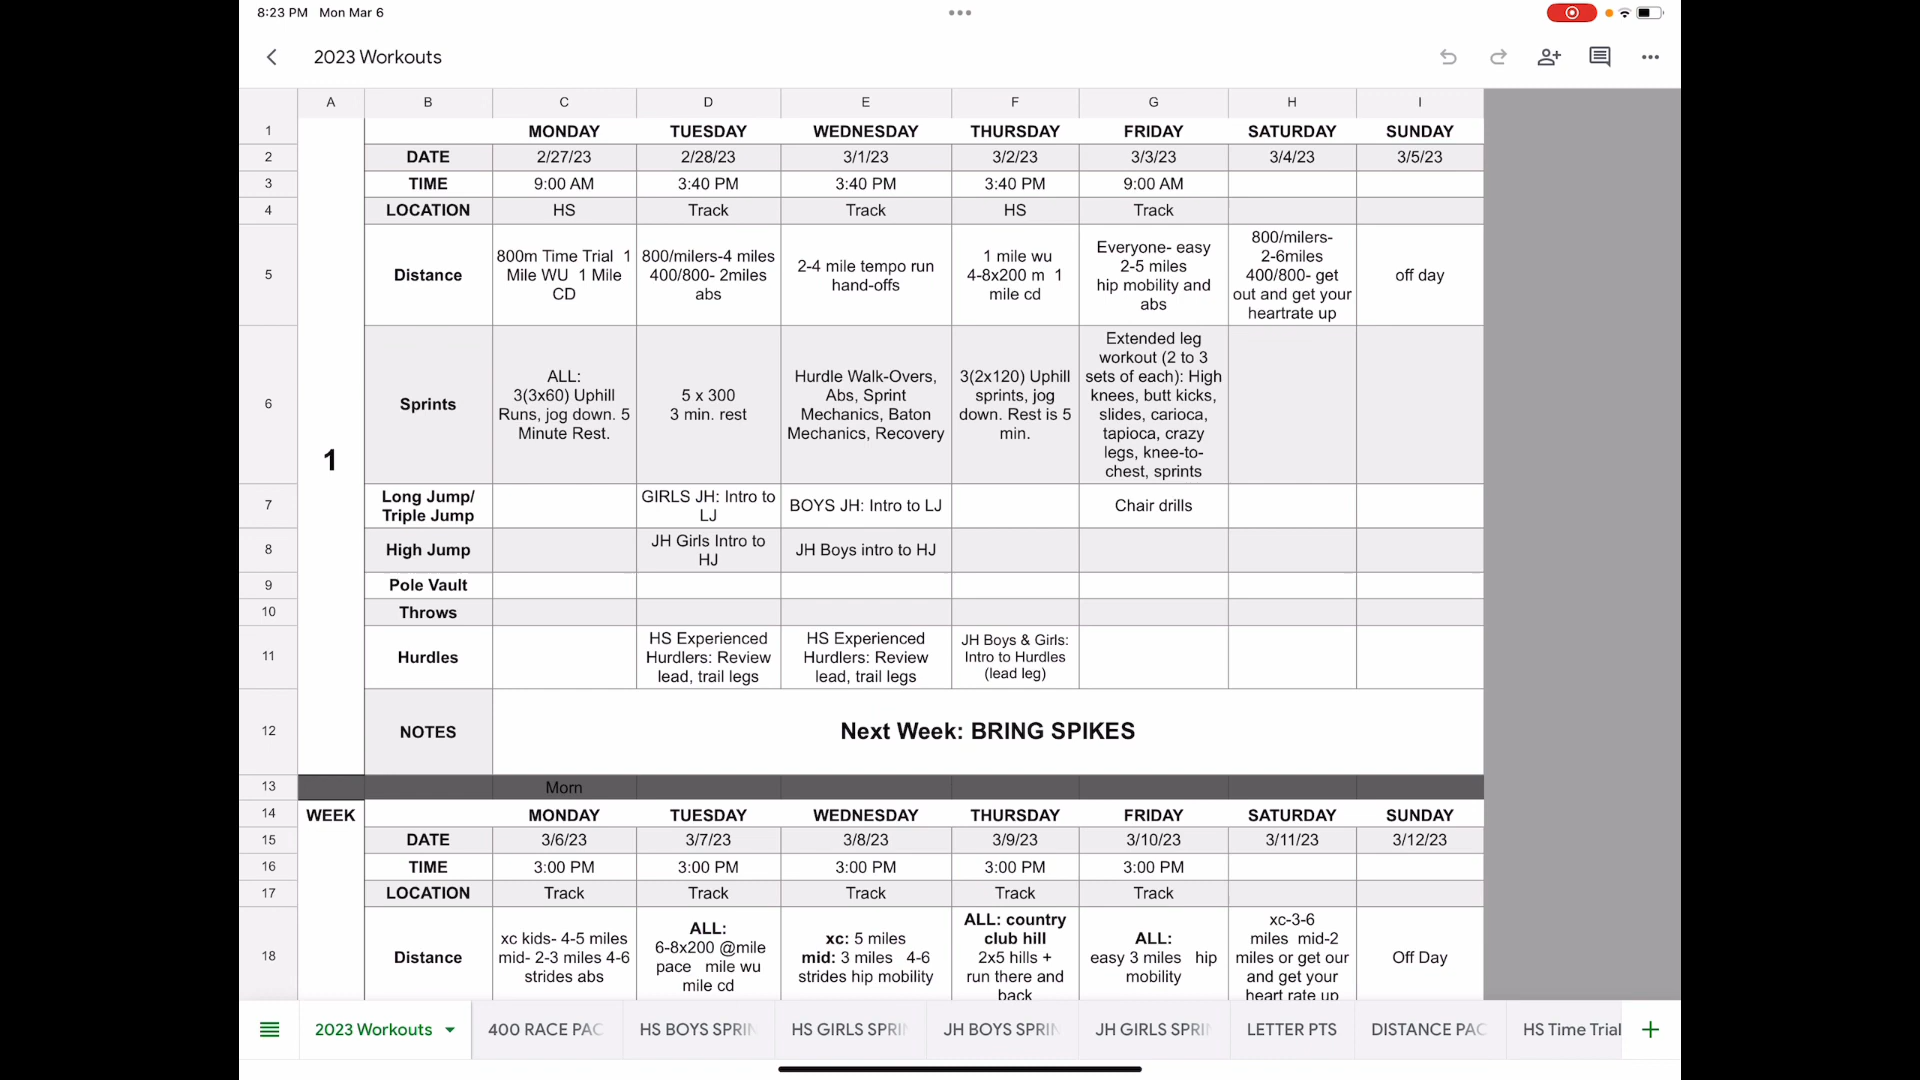 8:23 PM Mon Mar 6
2023 Workouts
A B C D E F G H I
1 MONDAY TUESDAY WEDNESDAY THURSDAY FRIDAY SATURDAY SUNDAY
2 DATE 2/27/23 2/28/23 3/1/23 3/2/23 3/3/23 3/4/23 3/5/23
3 TIME 9:00 AM 3:40 PM 3:40 PM 3:40 PM 9:00 AM
4 LOCATION HS Track Track HS Track
5
Distance
800m Time Trial 1
Mile WU 1 Mile
CD
800/milers-4 miles
400/800- 2miles
abs
2-4 mile tempo run
hand-offs
1 mile wu
4-8x200 m 1
mile cd
Everyone- easy
2-5 miles
hip mobility and
abs
800/milers-
2-6miles
400/800- get
out and get your
heartrate up
off day
1
6
Sprints
ALL:
3(3x60) Uphill
Runs, jog down. 5
Minute Rest.
5 x 300
3 min. rest
Hurdle Walk-Overs,
Abs, Sprint
Mechanics, Baton
Mechanics, Recovery
3(2x120) Uphill
sprints, jog
down. Rest is 5
min.
Extended leg
workout (2 to 3
sets of each): High
knees, butt kicks,
slides, carioca,
tapioca, crazy
legs, knee-to-
chest, sprints
7
Long Jump/
Triple Jump
GIRLS JH: Intro to
LJ
BOYS JH: Intro to LJ
Chair drills
8
High Jump
JH Girls Intro to
HJ
JH Boys intro to HJ
9 Pole Vault
10 Throws
11
Hurdles
HS Experienced
Hurdlers: Review
lead, trail legs
HS Experienced
Hurdlers: Review
lead, trail legs
JH Boys & Girls:
Intro to Hurdles
(lead leg)
12 NOTES Next Week: BRING SPIKES
13 Morn
14 WEEK MONDAY TUESDAY WEDNESDAY THURSDAY FRIDAY SATURDAY SUNDAY
15 DATE 3/6/23 3/7/23 3/8/23 3/9/23 3/10/23 3/11/23 3/12/23
16 TIME 3:00 PM 3:00 PM 3:00 PM 3:00 PM 3:00 PM
17 LOCATION Track Track Track Track Track
18
Distance
xc kids- 4-5 miles
mid- 2-3 miles 4-6
strides abs
ALL:
6-8x200 @mile
pace mile wu
mile cd
xc: 5 miles
mid: 3 miles 4-6
strides hip mobility
ALL: country
club hill
2x5 hills +
run there and
back
ALL:
easy 3 miles hip
mobility
xc-3-6
miles mid-2
miles or get our
and get your
heart rate up
Off Day
2023 Workouts 400 RACE PAC HS BOYS SPRIN HS GIRLS SPRI JH BOYS SPRIN JH GIRLS SPRI LETTER PTS DISTANCE PAC HS Time Trial